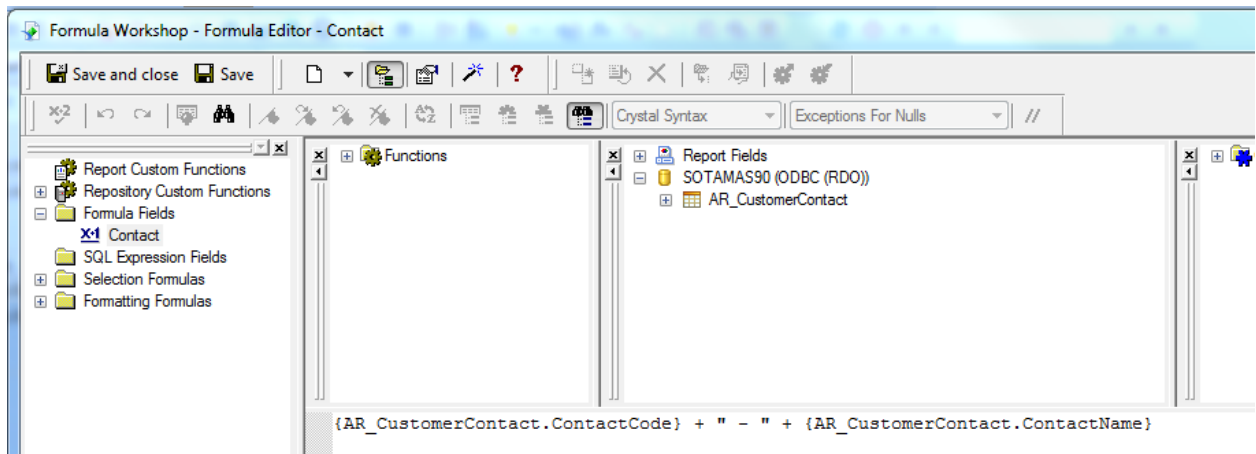 Formula Workshop - Formula Editor - Contact
Save and close Save
Crystal Syntax Exceptions For Nulls //
Report Custom Functions
Repository Custom Functions
Formula Fields
Contact
SQL Expression Fields
Selection Formulas
Formatting Formulas
Functions
Report Fields
SOTAMAS90 (ODBC (RDO))
AR_CustomerContact
{AR_CustomerContact.ContactCode} + " - " + {AR_CustomerContact.ContactName}